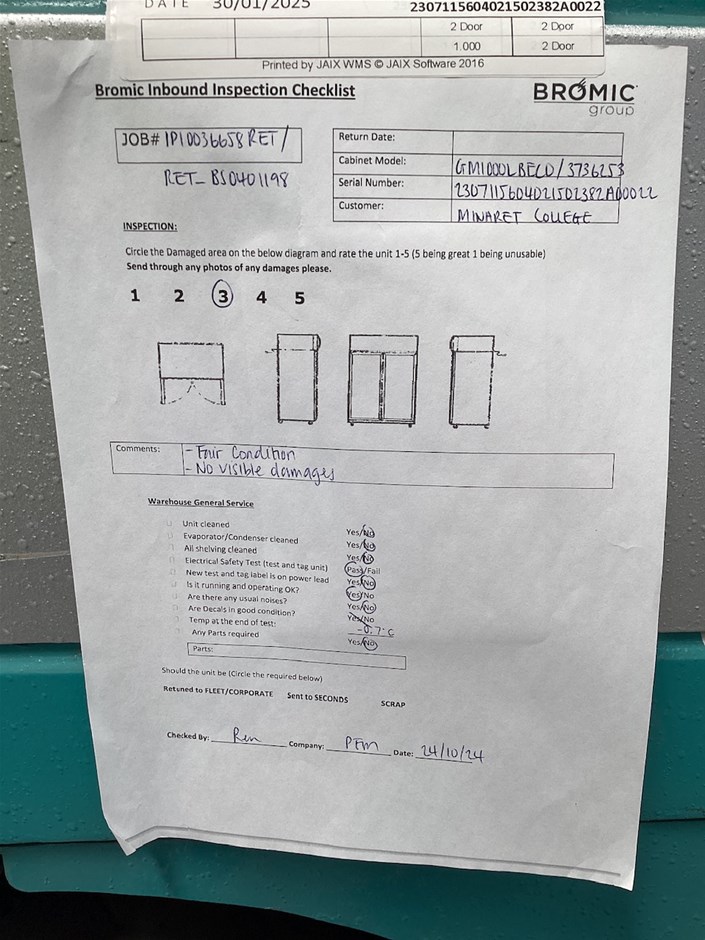 DATE 30/01/2025 2307115604021502382A0022
2 Door 2 Door
1.000 2 Door
Printed by JAIX WMS © JAIX Software 2016
Bromic Inbound Inspection Checklist
BROMIC
group
JOB# IP10036658RET/
RET_BS0401198
Return Date:
Cabinet Model: GM1000LBECD/3736253
Serial Number: 2307115604021502382A00022
Customer: MINARET COLLEGE
INSPECTION:
Circle the Damaged area on the below diagram and rate the unit 1-5 (5 being great 1 being unusable)
Send through any photos of any damages please.
1 2 3 4 5
Comments: - Fair Condition
- No visible damages
Warehouse General Service
Unit cleaned Yes/No
Evaporator/Condenser cleaned Yes/No
All shelving cleaned Yes/No
Electrical Safety Test (test and tag unit) Pass/Fail
New test and tag label is on power lead Yes/No
Is it running and operating OK? Yes/No
Are there any usual noises? Yes/No
Are Decals in good condition? Yes/No
Temp at the end of test: -0.7°C
Any Parts required Yes/No
Parts:
Should the unit be (Circle the required below)
Retuned to FLEET/CORPORATE Sent to SECONDS SCRAP
Checked By: Ren Company: PFM Date: 24/10/24